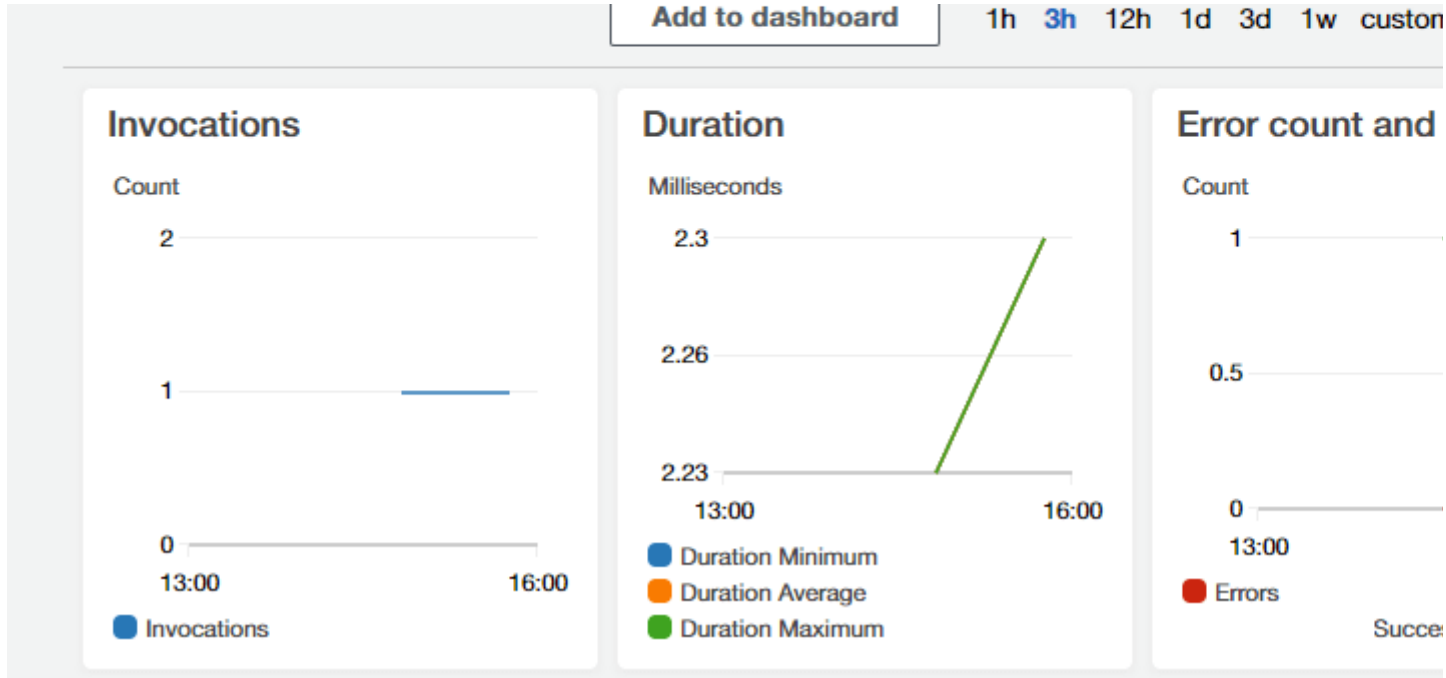 Add to dashboard 1h 3h 12h 1d 3d 1w
Invocations
Count
2
1
0
13:00 16:00
Invocations
Duration
Milliseconds
2.3
2.26
2.23
13:00 16:00
Duration Minimum
Duration Average
Duration Maximum
Error count and
Count
1
0.5
0
13:00
Errors